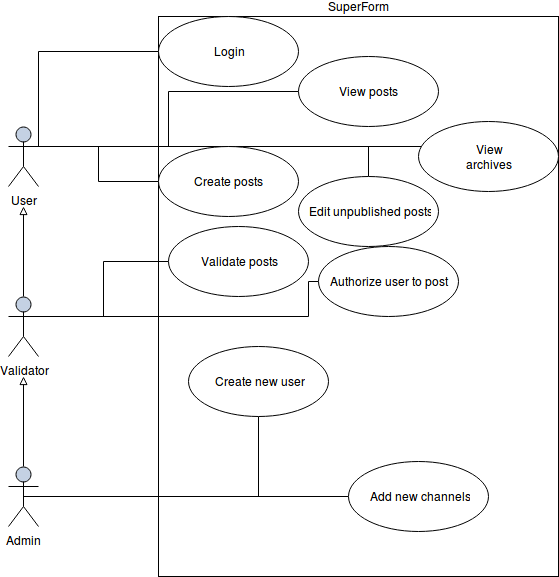 SuperForm
Login
View posts
View
archives
User
Create posts
Edit unpublished posts
Validate posts
Authorize user to post
Validator
Create new user
Add new channels
Admin